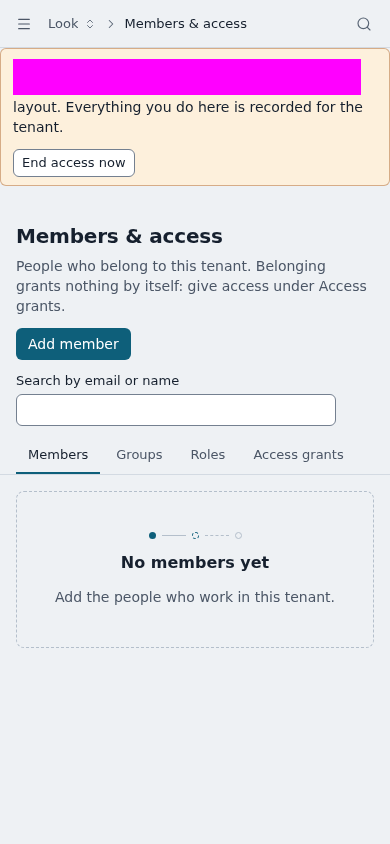 Look
Members & access
layout. Everything you do here is recorded for the
tenant.
End access now
Members & access
People who belong to this tenant. Belonging
grants nothing by itself: give access under Access
grants.
Add member
Search by email or name
Members Groups Roles Access grants
No members yet
Add the people who work in this tenant.